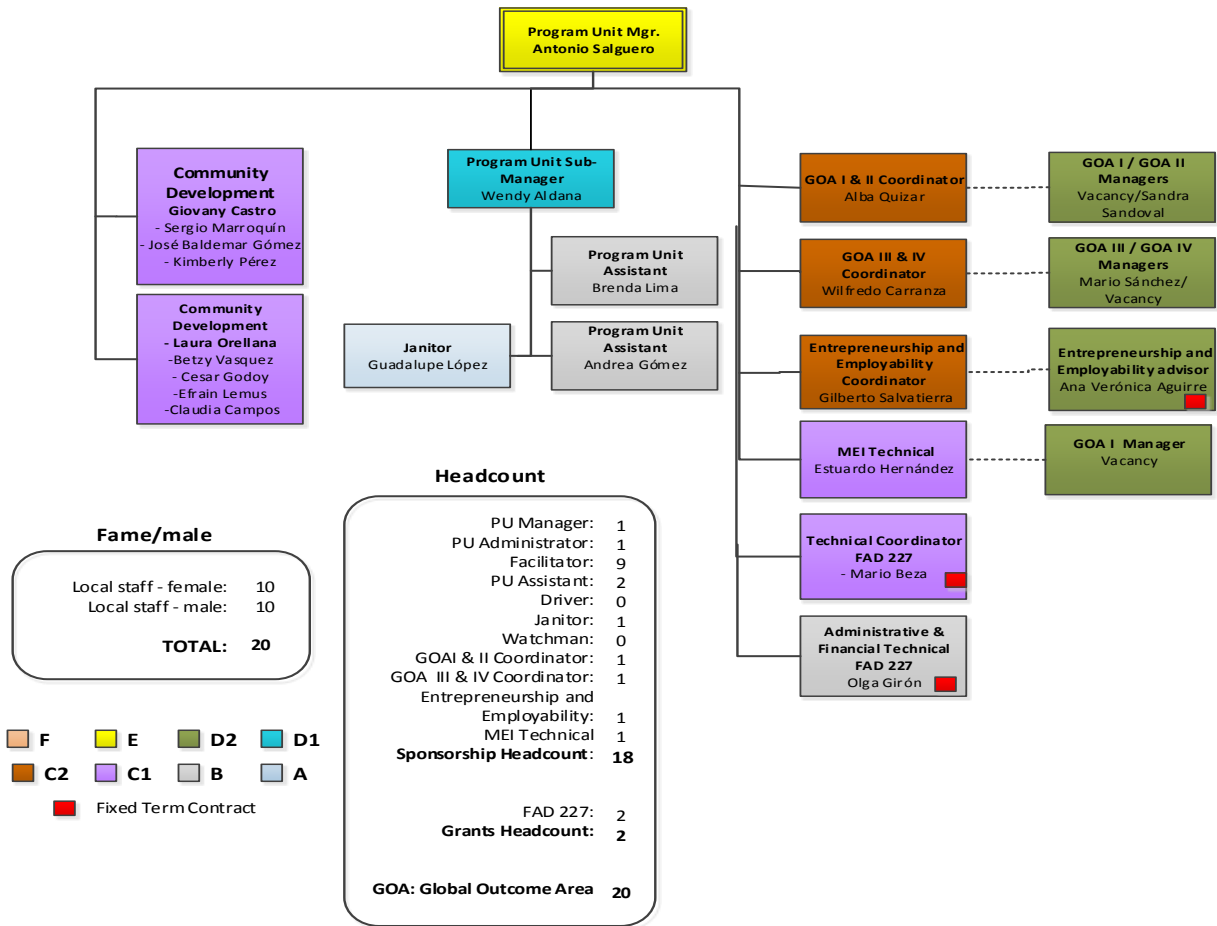 Program Unit Mgr.
Antonio Salguero
Community
Development
Giovany Castro
- Sergio Marroquín
- José Baldemar Gómez
- Kimberly Pérez
Community
Development
- Laura Orellana
-Betzy Vasquez
- Cesar Godoy
-Efrain Lemus
-Claudia Campos
Program Unit Sub-
Manager
Wendy Aldana
Program Unit
Assistant
Brenda Lima
Janitor
Guadalupe López
Program Unit
Assistant
Andrea Gómez
GOA I & II Coordinator
Alba Quizar
GOA I / GOA II
Managers
Vacancy/Sandra
Sandoval
GOA III & IV
Coordinator
Wilfredo Carranza
GOA III / GOA IV
Managers
Mario Sánchez/
Vacancy
Entrepreneurship and
Employability
Coordinator
Gilberto Salvatierra
Entrepreneurship and
Employability advisor
Ana Verónica Aguirre
MEI Technical
Estuardo Hernández
GOA I Manager
Vacancy
Technical Coordinator
FAD 227
- Mario Beza
Administrative &
Financial Technical
FAD 227
Olga Girón
Fame/male
Local staff - female: 10
Local staff - male: 10
TOTAL: 20
Headcount
PU Manager: 1
PU Administrator: 1
Facilitator: 9
PU Assistant: 2
Driver: 0
Janitor: 1
Watchman: 0
GOAI & II Coordinator: 1
GOA III & IV Coordinator: 1
Entrepreneurship and
Employability: 1
MEI Technical 1
Sponsorship Headcount: 18
FAD 227: 2
Grants Headcount: 2
GOA: Global Outcome Area 20
F E D2 D1
C2 C1 B A
Fixed Term Contract